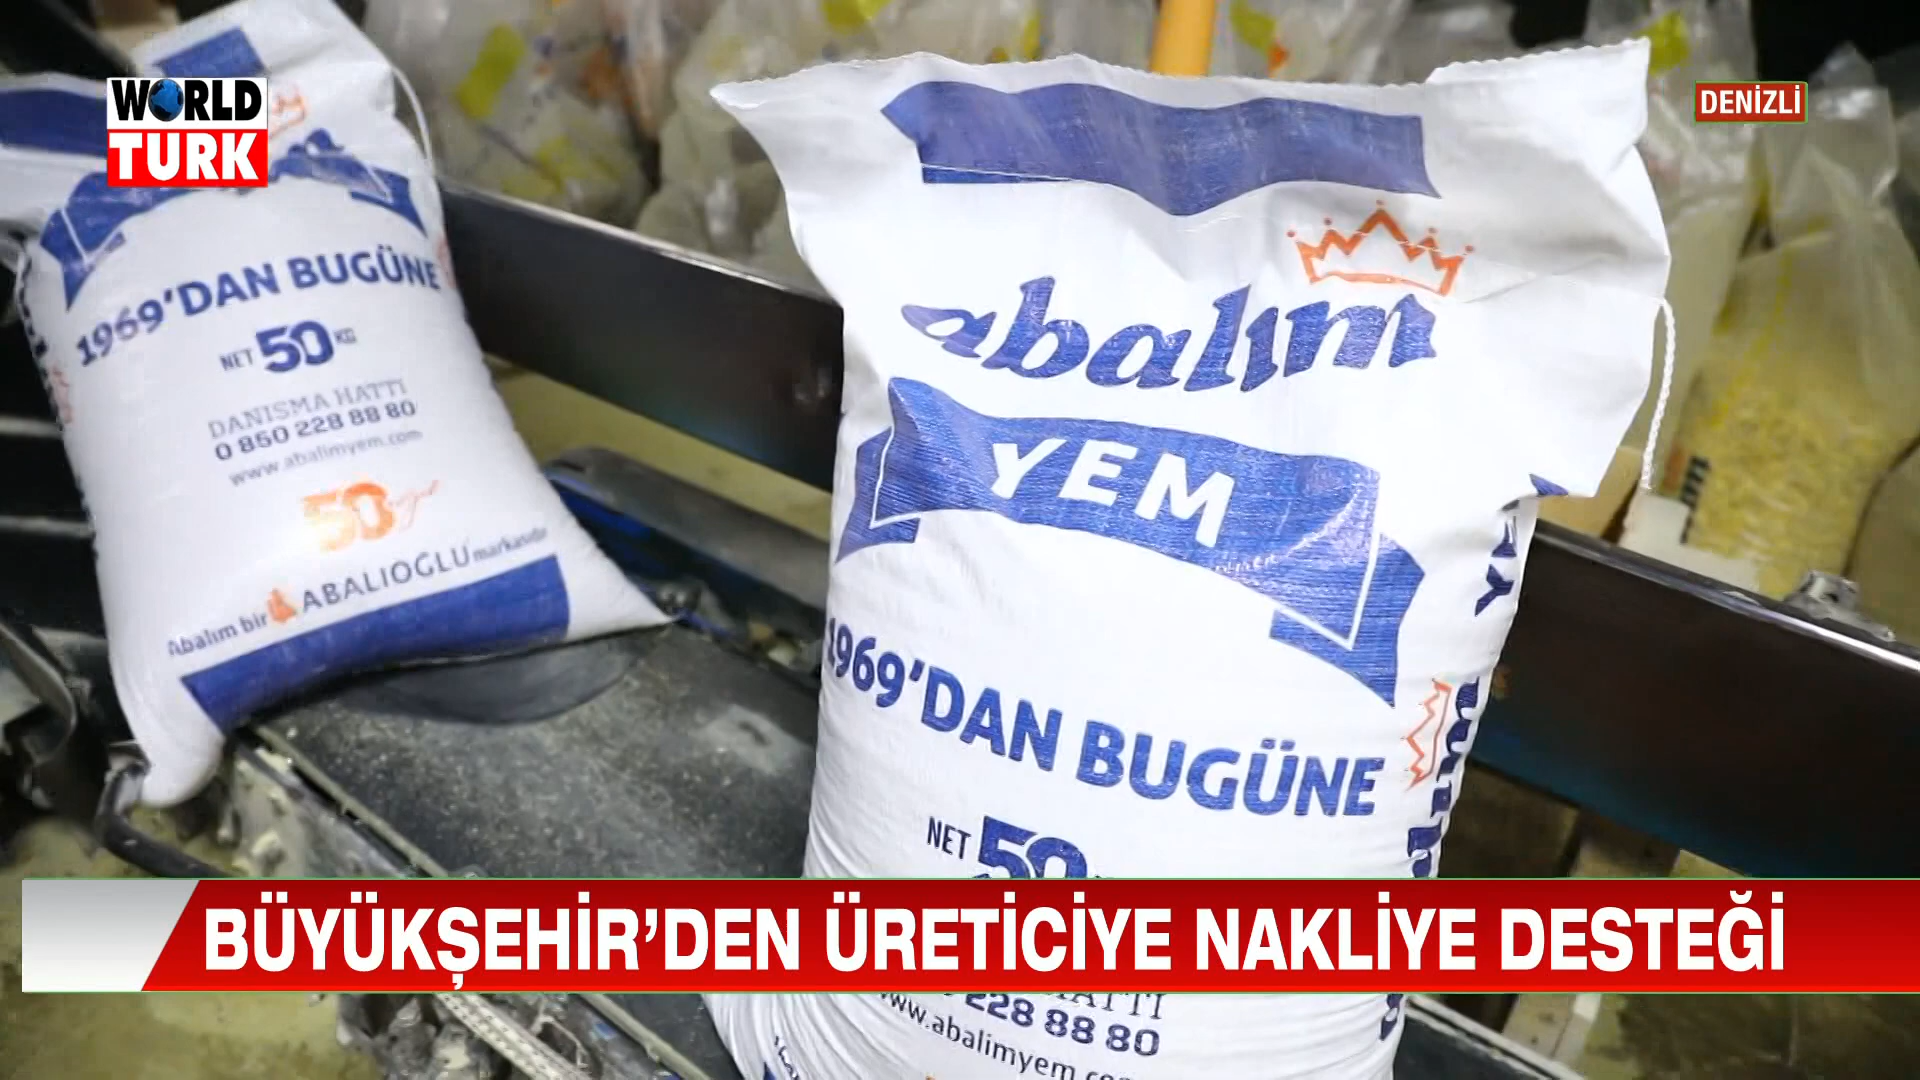 WORLD
TURK
DENİZLİ
1969'DAN BUGÜNE
NET 50 KG
DANIŞMA HATTI
0 850 228 88 80
www.abalimyem.com
50
Abalım bir ABALIOĞLU markasıdır
abalım
YEM
1969'DAN BUGÜNE
NET 50
BÜYÜKŞEHİR'DEN ÜRETİCİYE NAKLİYE DESTEĞİ
228 88 80
www.abalimyem.co